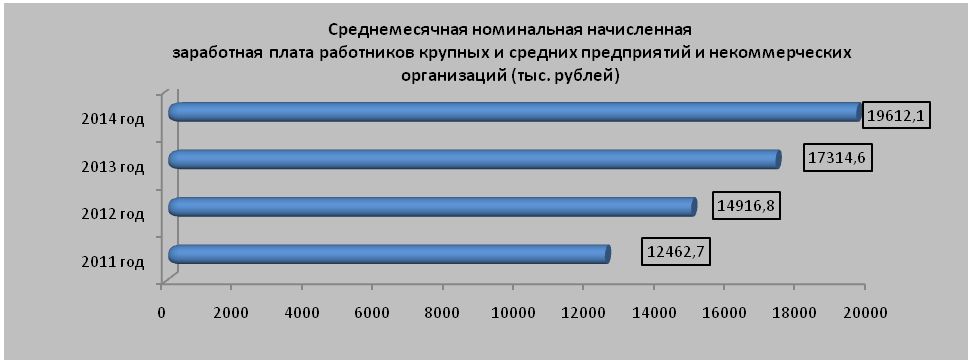 Среднемесячная номинальная начисленная
заработная плата работников крупных и средних предприятий и некоммерческих
организаций (тыс. рублей)
2014 год
19612,1
2013 год
17314,6
2012 год
14916,8
2011 год
12462,7
0 2000 4000 6000 8000 10000 12000 14000 16000 18000 20000